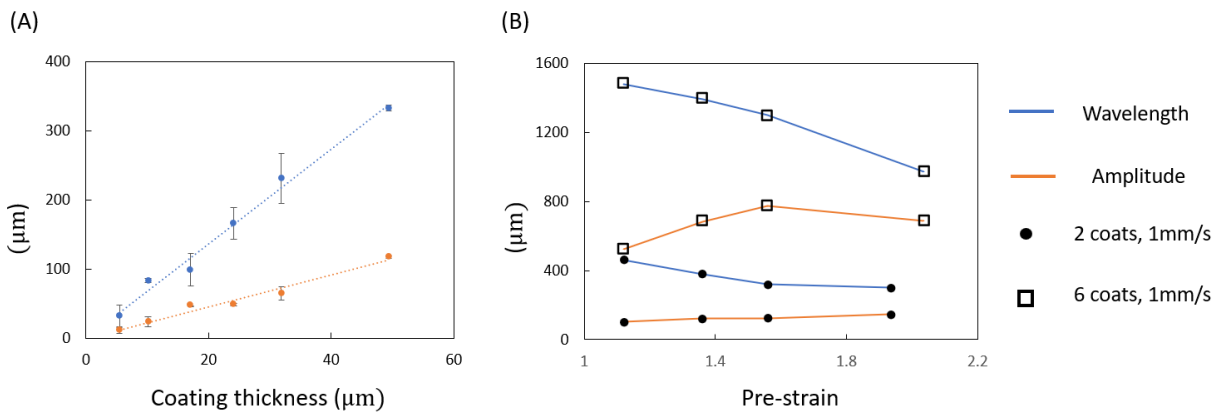 (A)
(B)
400
300
200
100
0
(μm)
0
20
40
60
Coating thickness (μm)
1600
1200
800
400
0
(μm)
1
1.4
1.8
2.2
Pre-strain
Wavelength
Amplitude
2 coats, 1mm/s
6 coats, 1mm/s